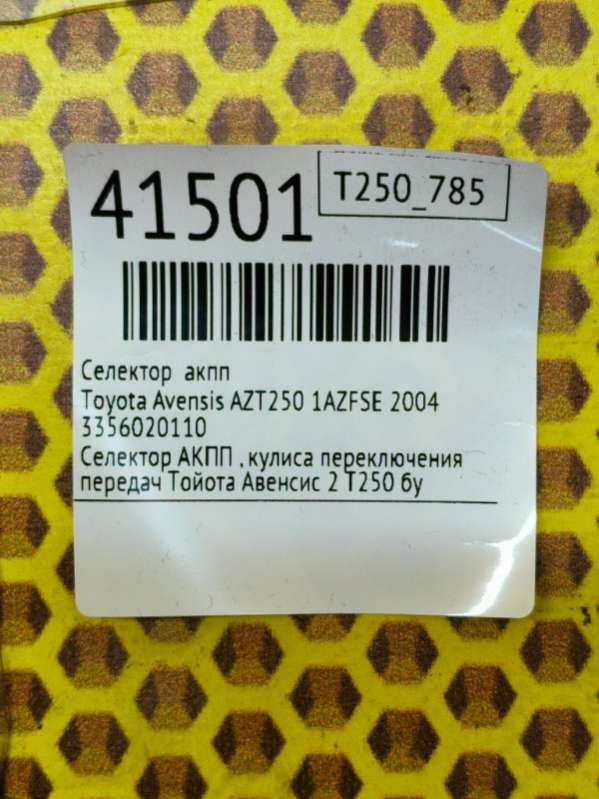 41501
T250_785
Селектор акпп
Toyota Avensis AZT250 1AZFSE 2004
3356020110
Селектор АКПП , кулиса переключения
передач Тойота Авенсис 2 Т250 бу